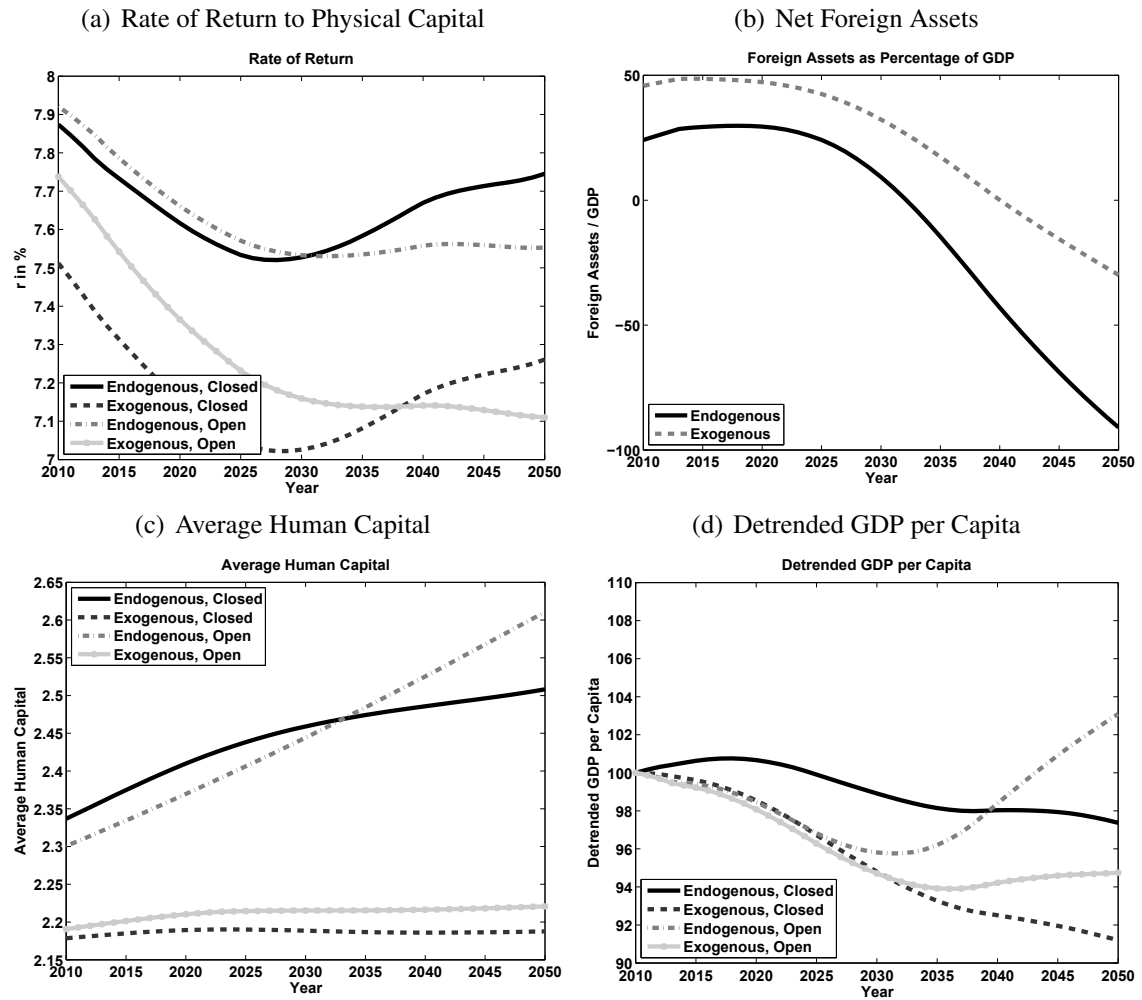 (a) Rate of Return to Physical Capital
Rate of Return
8
7.9
7.8
7.7
7.6
7.5
7.4
7.3
7.2
7.1
7
r in %
2010 2015 2020 2025 2030 2035 2040 2045 2050
Year
Endogenous, Closed
Exogenous, Closed
Endogenous, Open
Exogenous, Open
(b) Net Foreign Assets
Foreign Assets as Percentage of GDP
50
0
−50
−100
Foreign Assets / GDP
2010 2015 2020 2025 2030 2035 2040 2045 2050
Year
Endogenous
Exogenous
(c) Average Human Capital
Average Human Capital
2.65
2.6
2.55
2.5
2.45
2.4
2.35
2.3
2.25
2.2
2.15
Average Human Capital
2010 2015 2020 2025 2030 2035 2040 2045 2050
Year
Endogenous, Closed
Exogenous, Closed
Endogenous, Open
Exogenous, Open
(d) Detrended GDP per Capita
Detrended GDP per Capita
110
108
106
104
102
100
98
96
94
92
90
Detrended GDP per Capita
2010 2015 2020 2025 2030 2035 2040 2045 2050
Year
Endogenous, Closed
Exogenous, Closed
Endogenous, Open
Exogenous, Open